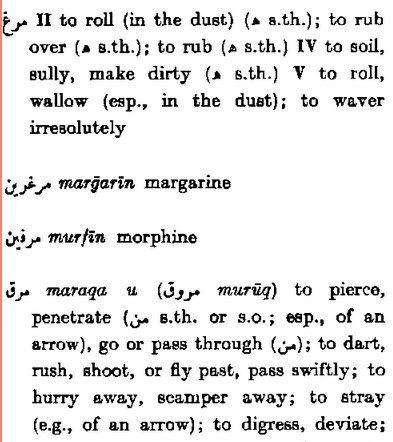 مرغ II to roll (in the dust) (ه s.th.); to rub
over (ه s.th.); to rub (ه s.th.) IV to soil,
sully, make dirty (ه s.th.) V to roll,
wallow (esp., in the dust); to waver
irresolutely
مرغرين marḡarīn margarine
مرفين murfīn morphine
مرق maraqa u (مروق murūq) to pierce,
penetrate (من s.th. or s.o.; esp., of an
arrow), go or pass through (من); to dart,
rush, shoot, or fly past, pass swiftly; to
hurry away, scamper away; to stray
(e.g., of an arrow); to digress, deviate;